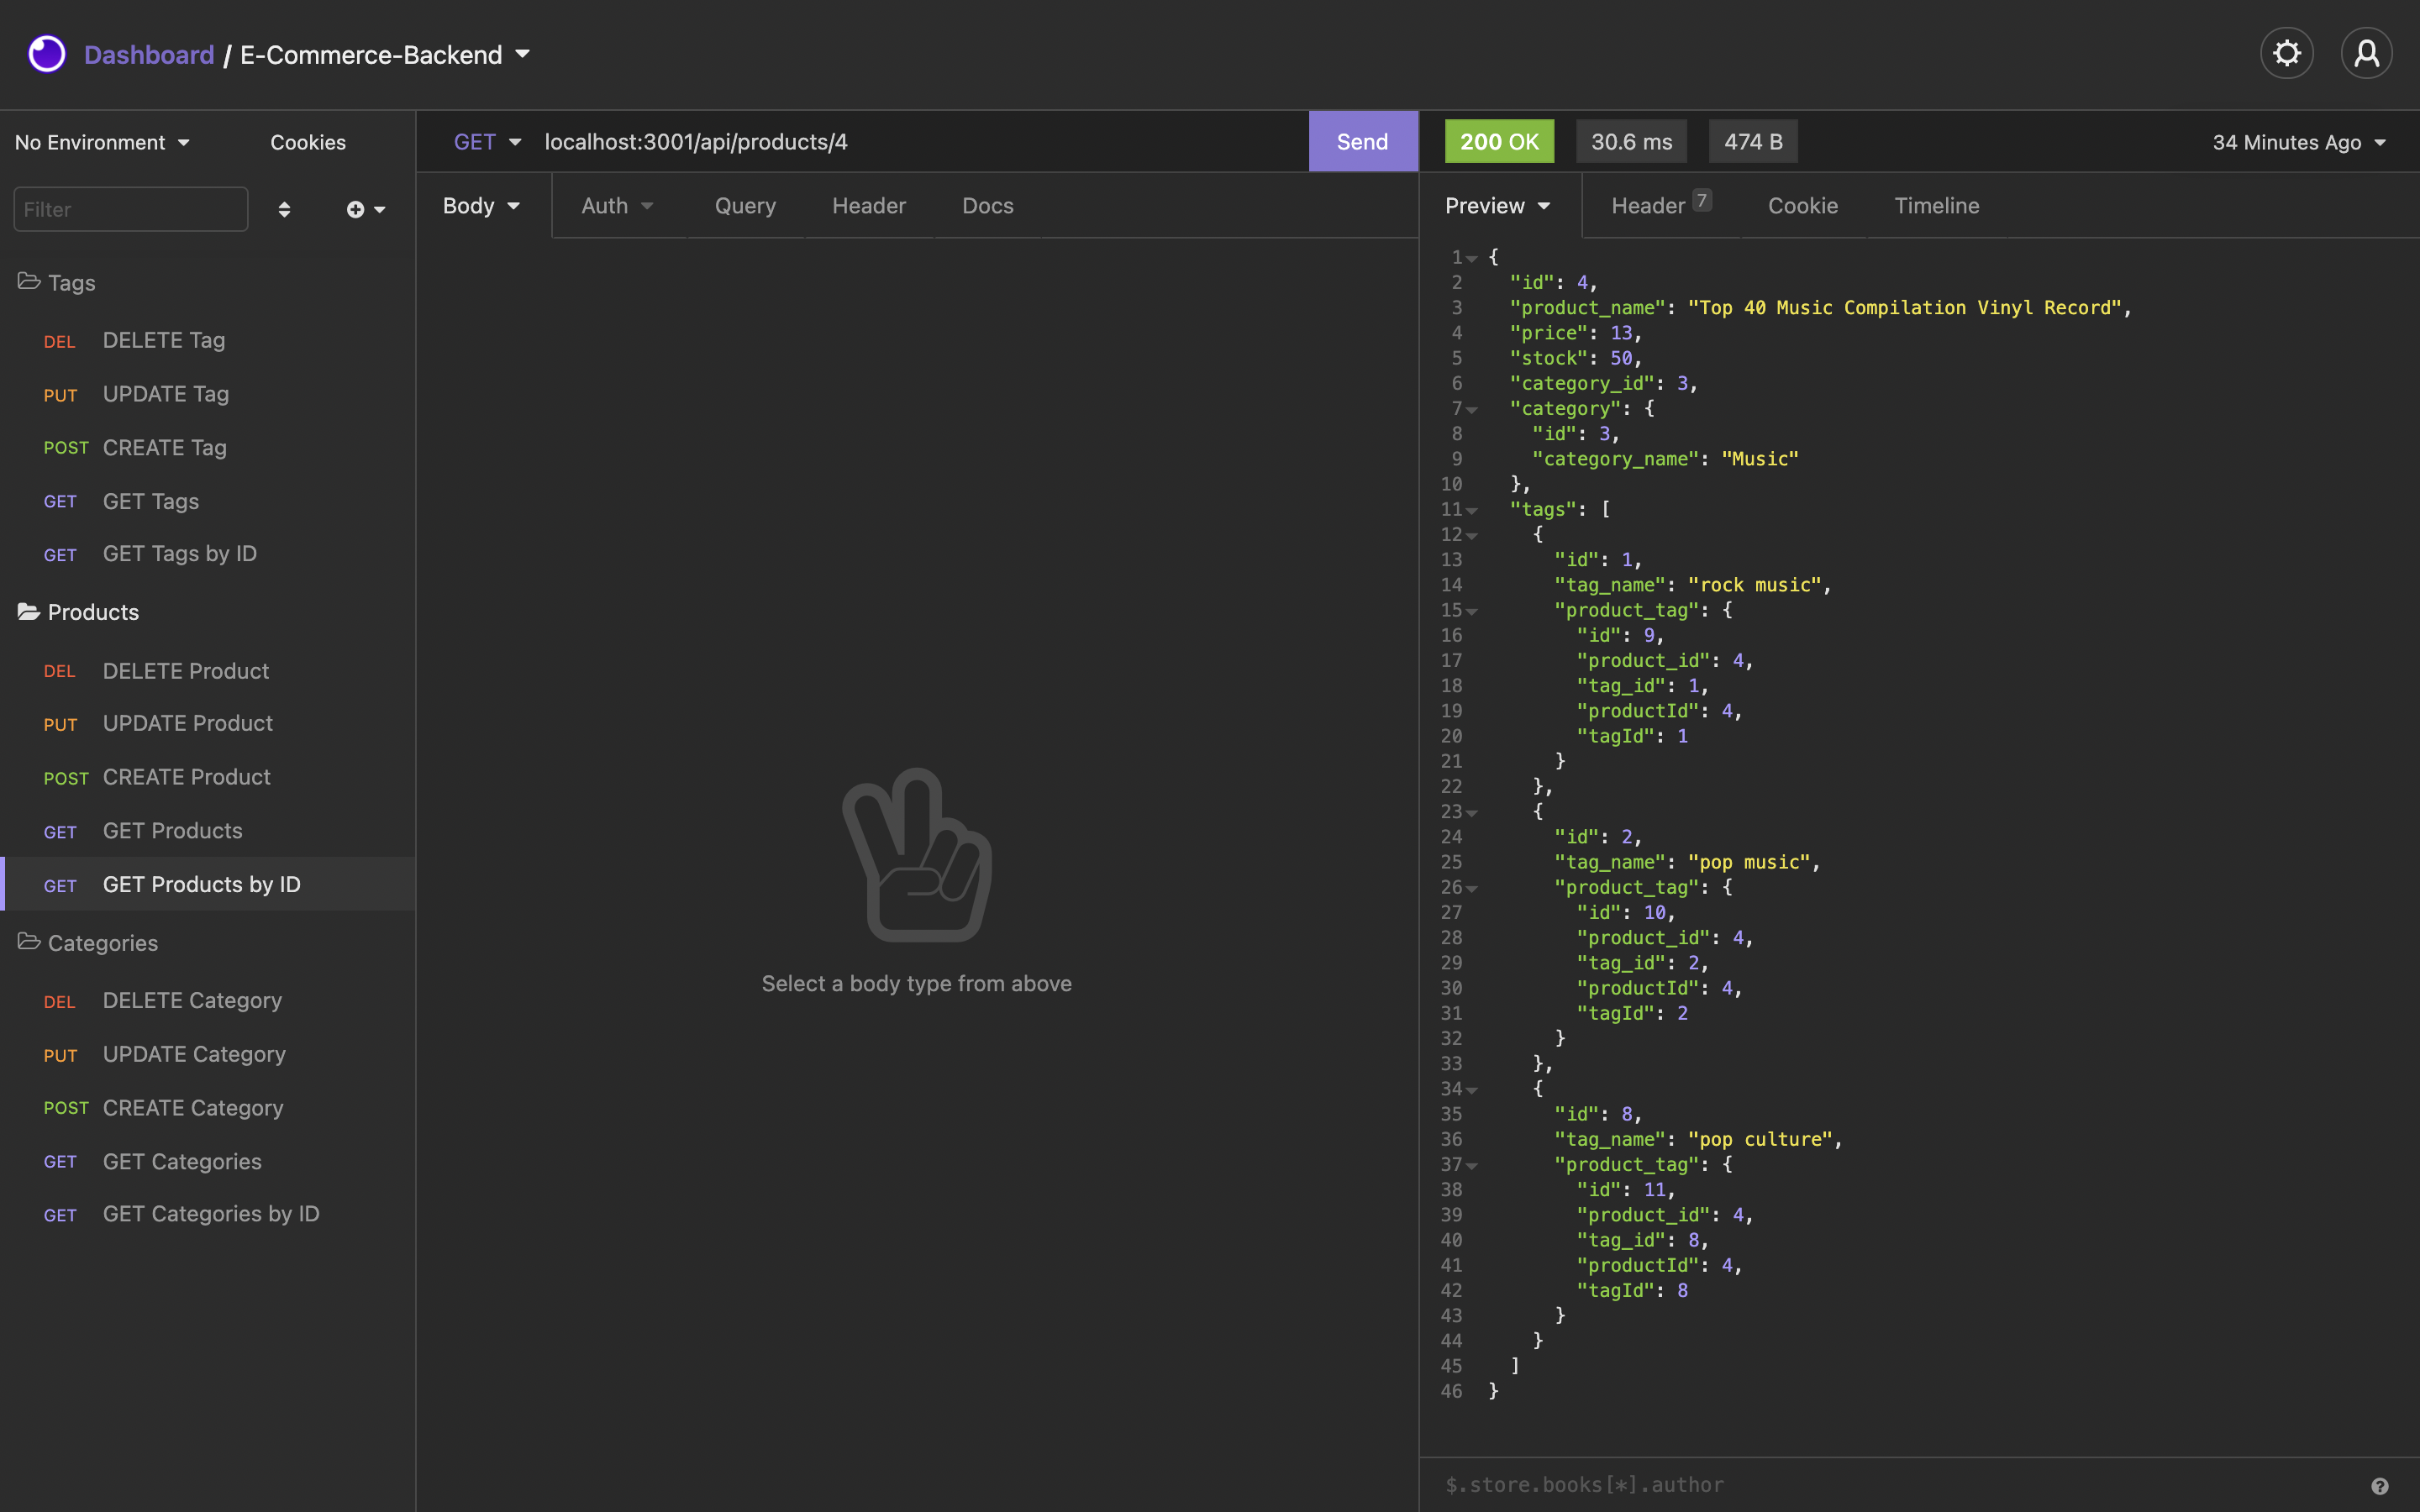 Dashboard / E-Commerce-Backend
No Environment Cookies
Filter
Tags
DEL DELETE Tag
PUT UPDATE Tag
POST CREATE Tag
GET GET Tags
GET GET Tags by ID
Products
DEL DELETE Product
PUT UPDATE Product
POST CREATE Product
GET GET Products
GET GET Products by ID
Categories
DEL DELETE Category
PUT UPDATE Category
POST CREATE Category
GET GET Categories
GET GET Categories by ID
GET localhost:3001/api/products/4 Send
Body Auth Query Header Docs
Select a body type from above
200 OK 30.6 ms 474 B 34 Minutes Ago
Preview Header 7 Cookie Timeline
1 {
2 "id": 4,
3 "product_name": "Top 40 Music Compilation Vinyl Record",
4 "price": 13,
5 "stock": 50,
6 "category_id": 3,
7 "category": {
8 "id": 3,
9 "category_name": "Music"
10 },
11 "tags": [
12 {
13 "id": 1,
14 "tag_name": "rock music",
15 "product_tag": {
16 "id": 9,
17 "product_id": 4,
18 "tag_id": 1,
19 "productId": 4,
20 "tagId": 1
21 }
22 },
23 {
24 "id": 2,
25 "tag_name": "pop music",
26 "product_tag": {
27 "id": 10,
28 "product_id": 4,
29 "tag_id": 2,
30 "productId": 4,
31 "tagId": 2
32 }
33 },
34 {
35 "id": 8,
36 "tag_name": "pop culture",
37 "product_tag": {
38 "id": 11,
39 "product_id": 4,
40 "tag_id": 8,
41 "productId": 4,
42 "tagId": 8
43 }
44 }
45 ]
46 }
$.store.books[*].author ?